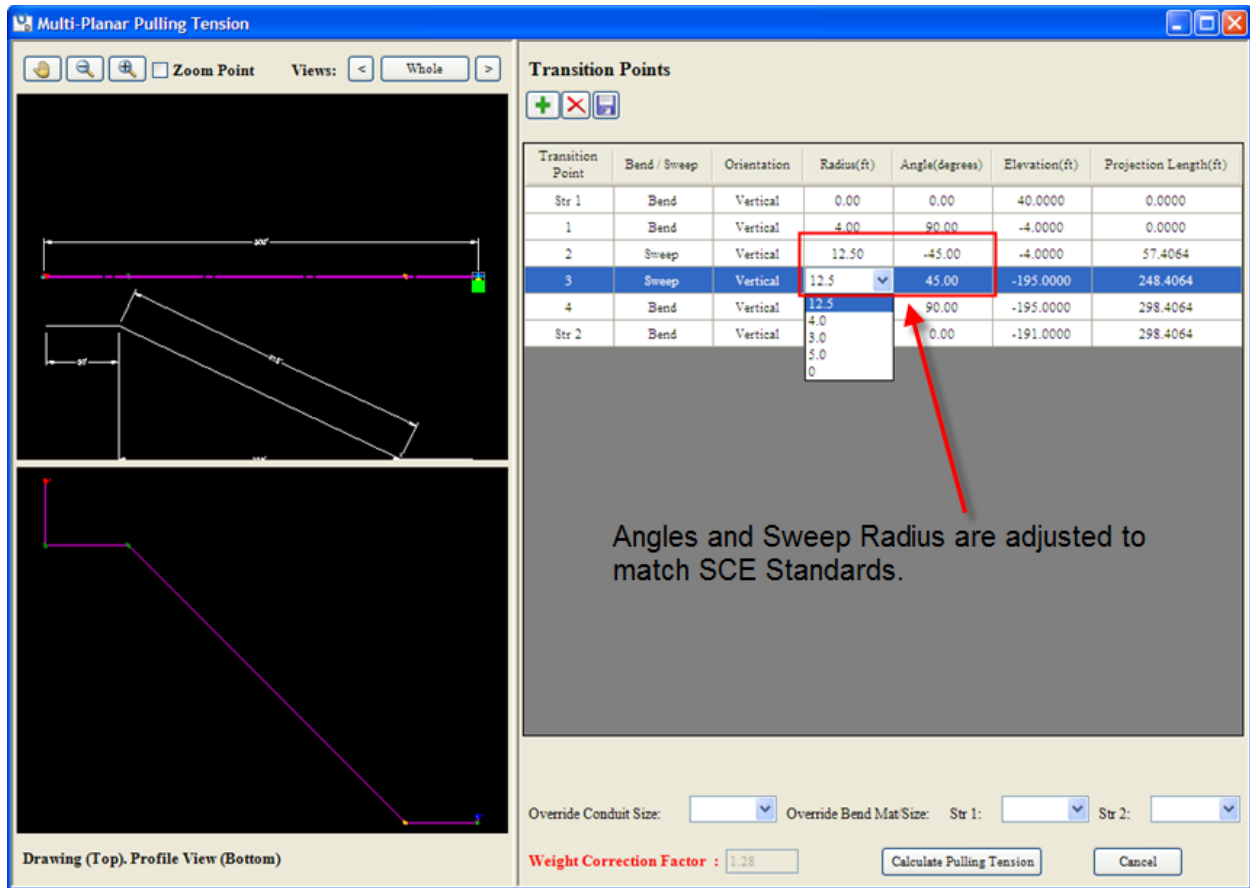 Multi-Planar Pulling Tension
Zoom Point Views: < Whole >
Transition Points
Transition Point Bend / Sweep Orientation Radius(ft) Angle(degrees) Elevation(ft) Projection Length(ft)
Str 1 Bend Vertical 0.00 0.00 40.0000 0.0000
1 Bend Vertical 4.00 90.00 -4.0000 0.0000
2 Sweep Vertical 12.50 -45.00 -4.0000 57.4064
3 Sweep Vertical 12.5 45.00 -195.0000 248.4064
4 Bend Vertical 90.00 -195.0000 298.4064
Str 2 Bend Vertical 0.00 -191.0000 298.4064
12.5
4.0
3.0
5.0
0
Angles and Sweep Radius are adjusted to
match SCE Standards.
Override Conduit Size: Override Bend Mat/Size: Str 1: Str 2:
Drawing (Top). Profile View (Bottom)
Weight Correction Factor : 1.28 Calculate Pulling Tension Cancel